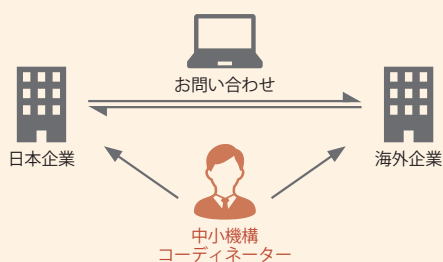 お問い合わせ
日本企業
海外企業
中小機構
コーディネーター